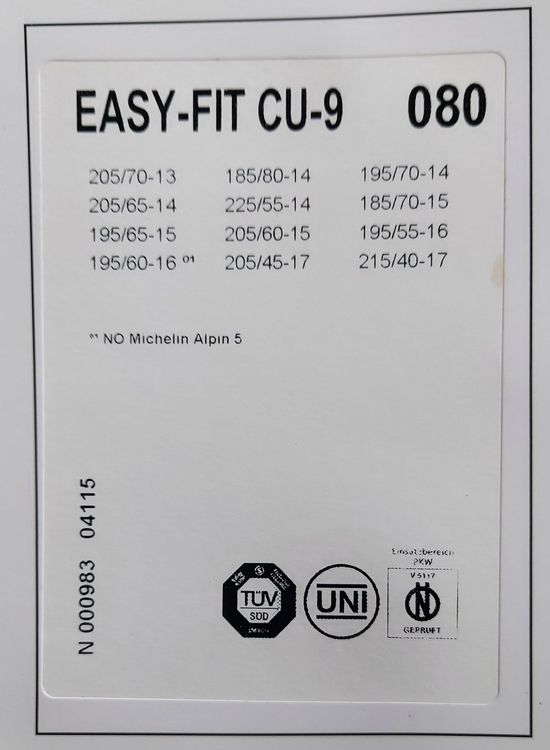 EASY-FIT CU-9 080
205/70-13 185/80-14 195/70-14
205/65-14 225/55-14 185/70-15
195/65-15 205/60-15 195/55-16
195/60-16 01 205/45-17 215/40-17
01 NO Michelin Alpin 5
N 000983 04115
TÜV
SÜD
UNI
Einsatzbereich
PKW
V5117
N
GEPRUFT